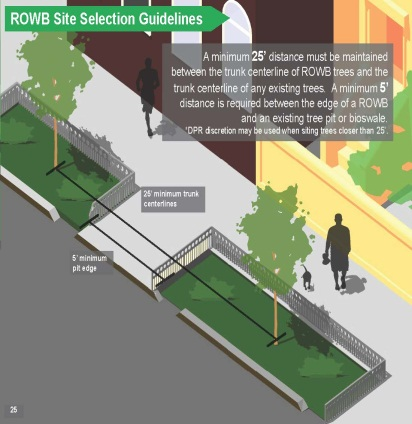 ROWB Site Selection Guidelines
A minimum 25' distance must be maintained
between the trunk centerline of ROWB trees and the
trunk centerline of any existing trees. A minimum 5'
distance is required between the edge of a ROWB
and an existing tree pit or bioswale.
*DPR discretion may be used when siting trees closer than 25'.
25' minimum trunk
centerlines
5' minimum
pit edge
25